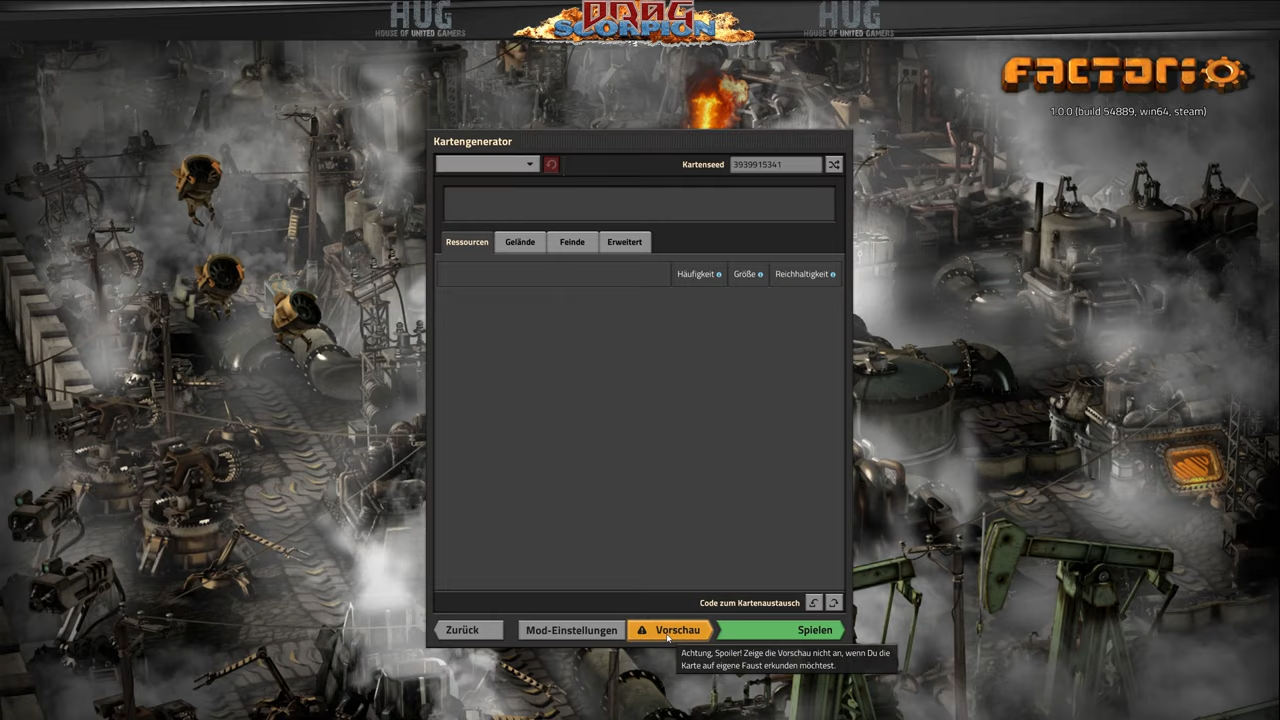 HUG
HOUSE OF UNITED GAMERS
DRAG
SCORPION
HUG
HOUSE OF UNITED GAMERS
FACTORIO
1.0.0 (build 54889, win64, steam)
Kartengenerator
Kartenseed
3939915341
Ressourcen
Gelände
Feinde
Erweitert
Häufigkeit
Größe
Reichhaltigkeit
Code zum Kartenaustausch
Zurück
Mod-Einstellungen
Vorschau
Spielen
Achtung, Spoiler! Zeige die Vorschau nicht an, wenn Du die
Karte auf eigene Faust erkunden möchtest.